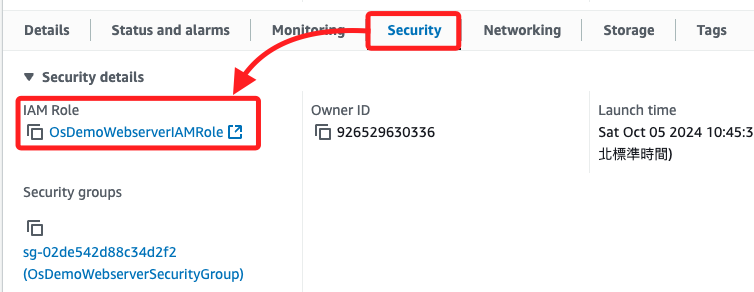 Details Status and alarms Monitoring Security Networking Storage Tags
▼ Security details
IAM Role
OsDemoWebserverIAMRole
Owner ID
926529630336
Launch time
Sat Oct 05 2024 10:45:3
北標準時間)
Security groups
sg-02de542d88c34d2f2
(OsDemoWebserverSecurityGroup)